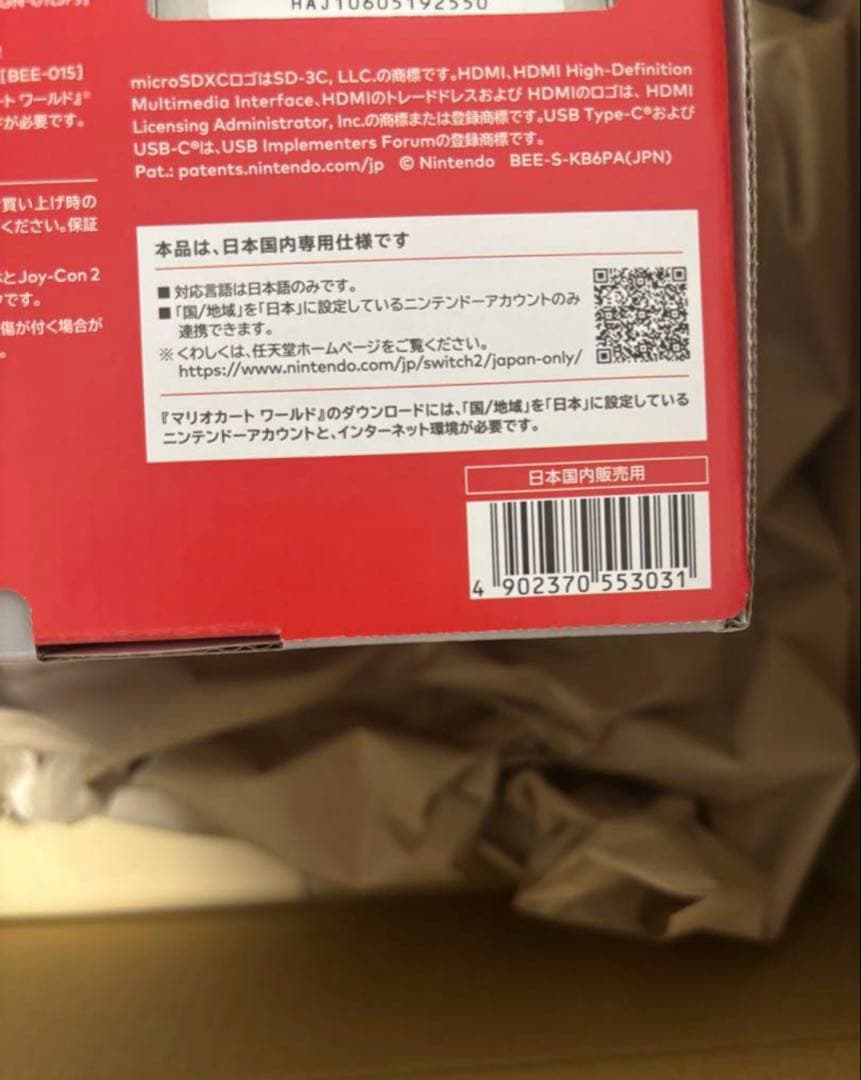 HAJ10605192550
[BEE-015]
ート ワールド』
が必要です。
microSDXCロゴはSD-3C, LLC.の商標です。HDMI、HDMI High-Definition
Multimedia Interface、HDMIのトレードドレスおよび HDMIのロゴは、HDMI
Licensing Administrator, Inc.の商標または登録商標です。USB Type-C®および
USB-C®は、USB Implementers Forumの登録商標です。
Pat.: patents.nintendo.com/jp © Nintendo BEE-S-KB6PA(JPN)
買い上げ時の
ください。保証
とJoy-Con 2
です。
傷が付く場合が
。
本品は、日本国内専用仕様です
■ 対応言語は日本語のみです。
■ 「国/地域」を「日本」に設定しているニンテンドーアカウントのみ
連携できます。
※ くわしくは、任天堂ホームページをご覧ください。
https://www.nintendo.com/jp/switch2/japan-only/
『マリオカート ワールド』のダウンロードには、「国/地域」を「日本」に設定している
ニンテンドーアカウントと、インターネット環境が必要です。
日本国内販売用
4 902370 553031